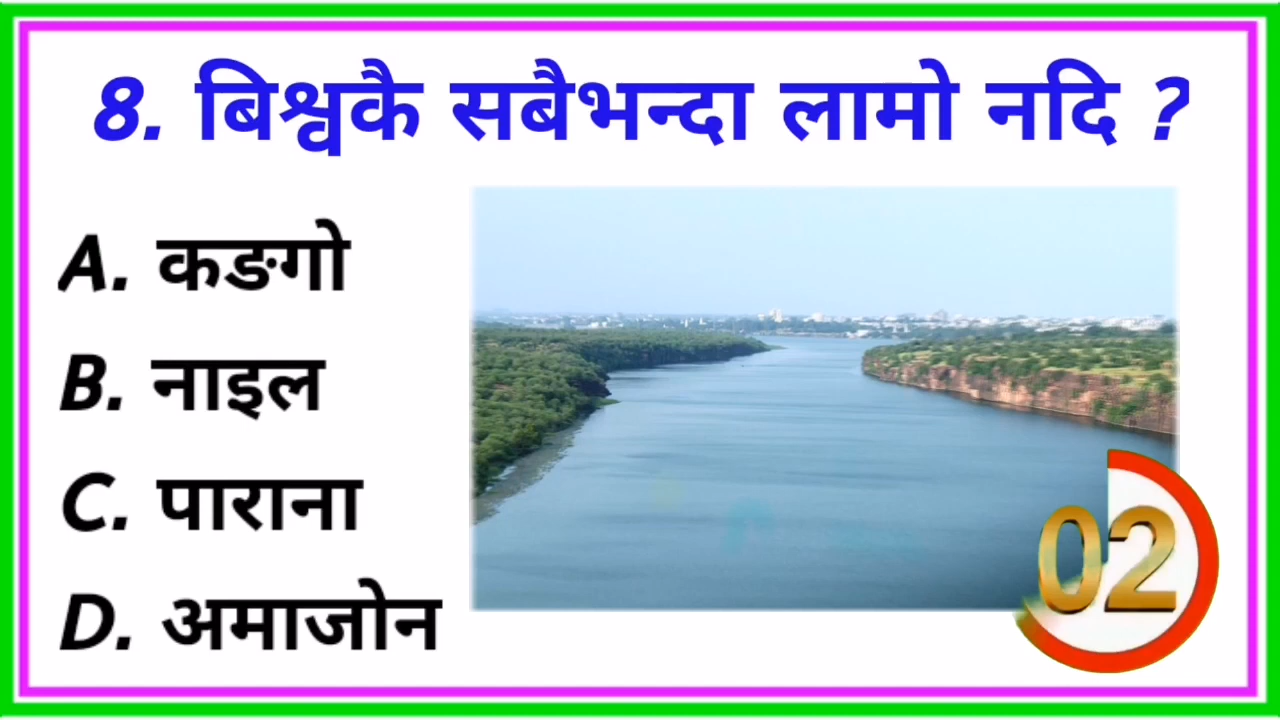 8. बिश्वकै सबैभन्दा लामो नदि ?
A. कङगो
B. नाइल
C. पाराना
D. अमाजोन
02